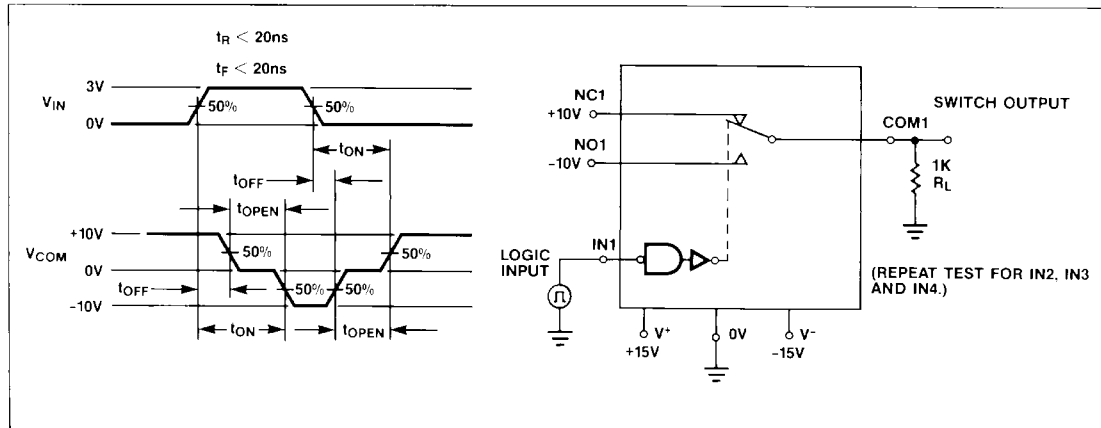 tR < 20ns
tF < 20ns
3V
VIN
50%
50%
0V
tON
tOFF
tOPEN
+10V
VCOM
50%
0V
tOFF
50%
50%
-10V
tON
tOPEN
NC1
+10V
NO1
-10V
SWITCH OUTPUT
COM1
1K
RL
LOGIC
INPUT
IN1
(REPEAT TEST FOR IN2, IN3
AND IN4.)
V+
+15V
0V
V-
-15V